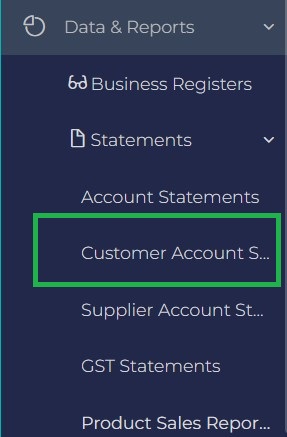 Data & Reports
Business Registers
Statements
Account Statements
Customer Account S...
Supplier Account St...
GST Statements
Product Sales Repor...